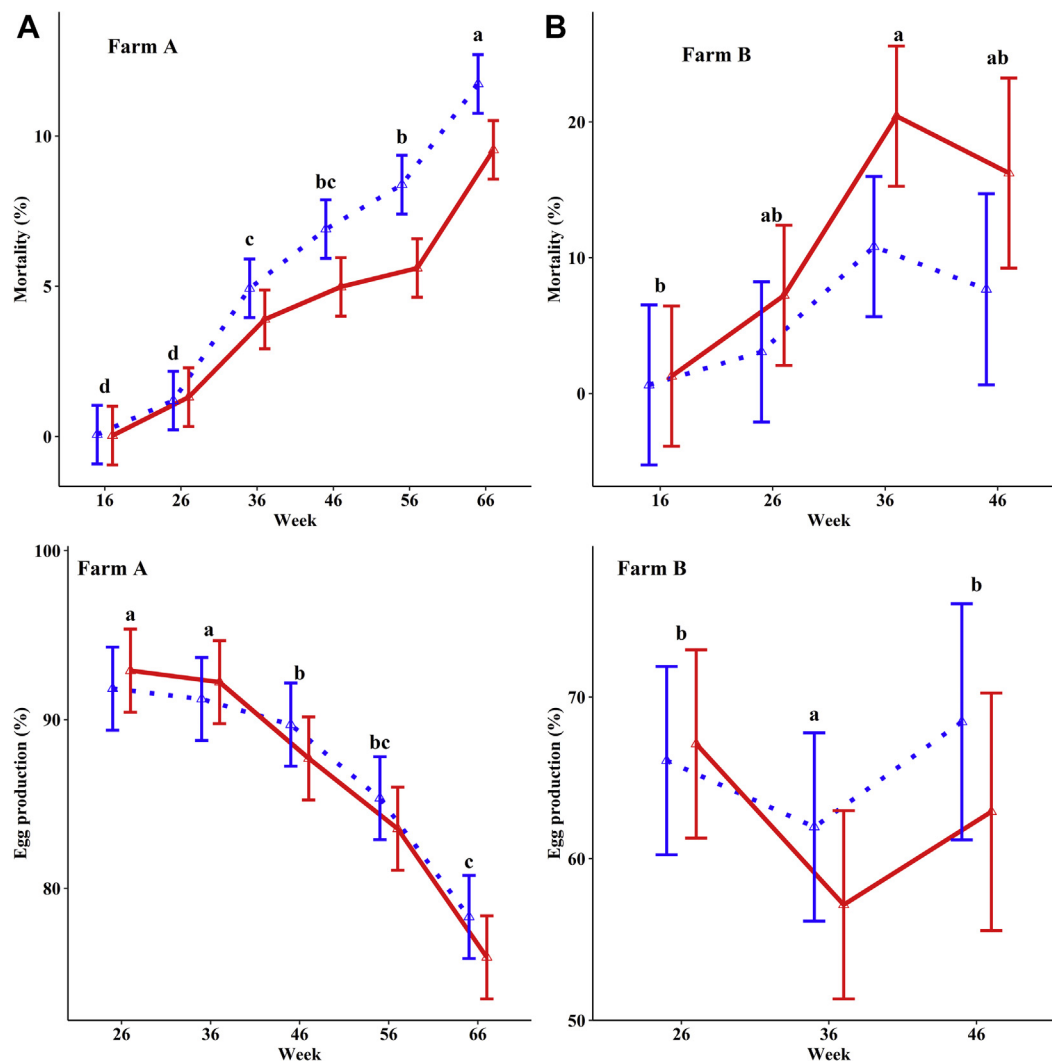 A
Farm A
a
b
bc
c
d
d
10
5
0
Mortality (%)
16 26 36 46 56 66
Week
B
Farm B
a
ab
ab
b
20
10
0
Mortality (%)
16 26 36 46
Week
Farm A
a a
b
bc
c
100
90
80
Egg production (%)
26 36 46 56 66
Week
Farm B
b
b
a
70
60
50
Egg production (%)
26 36 46
Week